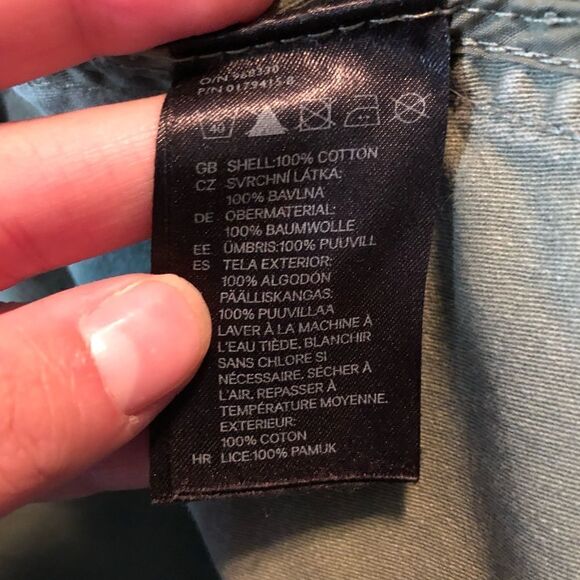 O/N 968330
P/N 0179415.8
40
GB SHELL:100% COTTON
CZ SVRCHNÍ LÁTKA:
100% BAVLNA
DE OBERMATERIAL:
100% BAUMWOLLE
EE ÜMBRIS:100% PUUVILL
ES TELA EXTERIOR:
100% ALGODÓN
PÄÄLLISKANGAS:
100% PUUVILLAA
LAVER À LA MACHINE À
L'EAU TIÈDE, BLANCHIR
SANS CHLORE SI
NÉCESSAIRE, SÉCHER À
L'AIR, REPASSER À
TEMPÉRATURE MOYENNE.
EXTERIEUR:
100% COTON
HR LICE:100% PAMUK